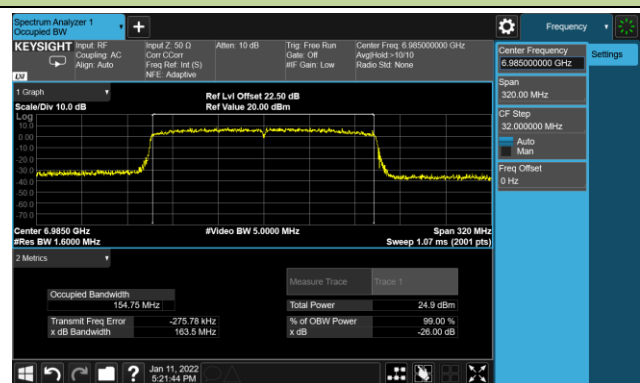 Spectrum Analyzer 1
Occupied BW
Frequency
KEYSIGHT
Input: RF
Coupling: AC
Align: Auto
Input Z: 50 Ω
Corr CCorr
Freq Ref: Int (S)
NFE: Adaptive
Atten: 10 dB
Trig: Free Run
Gate: Off
#IF Gain: Low
Center Freq: 6.985000000 GHz
Avg|Hold:>10/10
Radio Std: None
LVI
Center Frequency
6.985000000 GHz
Settings
Span
320.00 MHz
CF Step
32.000000 MHz
Auto
Man
Freq Offset
0 Hz
1 Graph
Scale/Div 10.0 dB
Ref Lvl Offset 22.50 dB
Ref Value 20.00 dBm
Log
10.0
0.00
-10.0
-20.0
-30.0
-40.0
-50.0
-60.0
-70.0
Center 6.9850 GHz
#Res BW 1.6000 MHz
#Video BW 5.0000 MHz
Span 320 MHz
Sweep 1.07 ms (2001 pts)
2 Metrics
Measure Trace
Trace 1
Occupied Bandwidth
154.75 MHz
Total Power
24.9 dBm
Transmit Freq Error
-275.78 kHz
% of OBW Power
99.00 %
x dB Bandwidth
163.5 MHz
x dB
-26.00 dB
?
Jan 11, 2022
5:21:44 PM